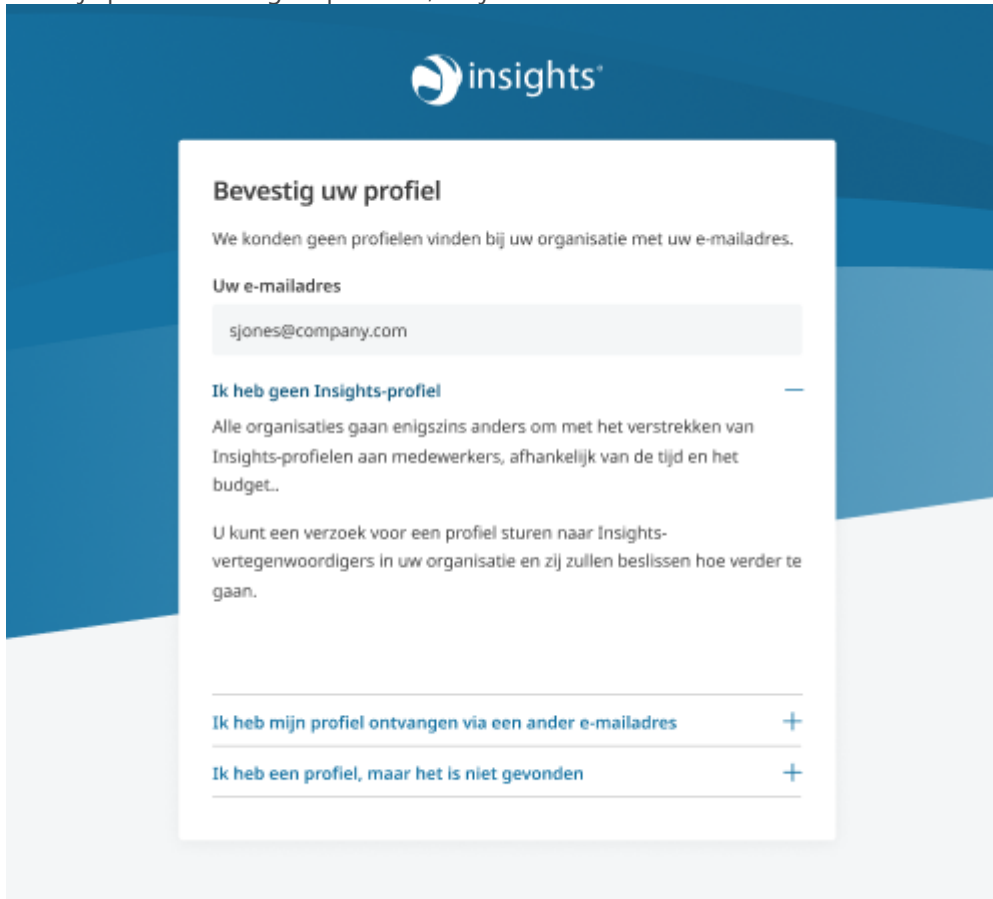 insights
Bevestig uw profiel
We konden geen profielen vinden bij uw organisatie met uw e-mailadres.
Uw e-mailadres
sjones@company.com
Ik heb geen Insights-profiel
Alle organisaties gaan enigszins anders om met het verstrekken van
Insights-profielen aan medewerkers, afhankelijk van de tijd en het
budget..
U kunt een verzoek voor een profiel sturen naar Insights-
vertegenwoordigers in uw organisatie en zij zullen beslissen hoe verder te
gaan.
Ik heb mijn profiel ontvangen via een ander e-mailadres
Ik heb een profiel, maar het is niet gevonden